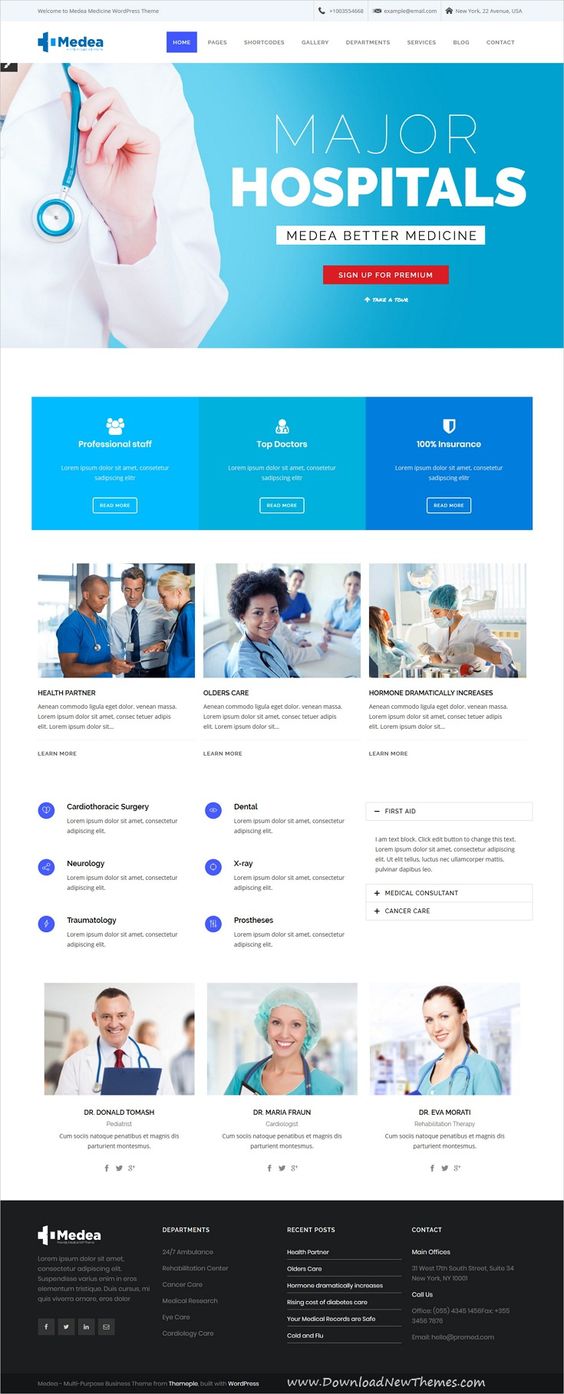 Welcome to Medea Medicine WordPress Theme
+1003554668
example@email.com
New York, 22 Avenue, USA
Medea
HOME
PAGES
SHORTCODES
GALLERY
DEPARTMENTS
SERVICES
BLOG
CONTACT
MAJOR
HOSPITALS
MEDEA BETTER MEDICINE
SIGN UP FOR PREMIUM
TAKE A TOUR
Professional staff
Lorem ipsum dolor sit amet, consetetur
sadipscing elitr
READ MORE
Top Doctors
Lorem ipsum dolor sit amet, consetetur
sadipscing elitr
READ MORE
100% Insurance
Lorem ipsum dolor sit amet, consetetur
sadipscing elitr
READ MORE
HEALTH PARTNER
Aenean commodo ligula eget dolor. venean massa.
Lorem ipsum dolor sit amet, consec tetuer adipis
elit. Lorem ipsum dolor sit...
LEARN MORE
OLDERS CARE
Aenean commodo ligula eget dolor. venean massa.
Lorem ipsum dolor sit amet, consec tetuer adipis
elit. Lorem ipsum dolor sit...
LEARN MORE
HORMONE DRAMATICALLY INCREASES
Aenean commodo ligula eget dolor. venean massa.
Lorem ipsum dolor sit amet, consec tetuer adipis
elit. Lorem ipsum dolor sit...
LEARN MORE
Cardiothoracic Surgery
Lorem ipsum dolor sit amet, consectetur
adipiscing elit.
Neurology
Lorem ipsum dolor sit amet, consectetur
adipiscing elit.
Traumatology
Lorem ipsum dolor sit amet, consectetur
adipiscing elit.
Dental
Lorem ipsum dolor sit amet, consectetur
adipiscing elit.
X-ray
Lorem ipsum dolor sit amet, consectetur
adipiscing elit.
Prostheses
Lorem ipsum dolor sit amet, consectetur
adipiscing elit.
FIRST AID
I am text block. Click edit button to change this text.
Lorem ipsum dolor sit amet, consectetur adipiscing
elit. Ut elit tellus, luctus nec ullamcorper mattis,
pulvinar dapibus leo.
MEDICAL CONSULTANT
CANCER CARE
DR. DONALD TOMASH
Pediatrist
Cum sociis natoque penatibus et magnis dis
parturient montesmus.
DR. MARIA FRAUN
Cardiologist
Cum sociis natoque penatibus et magnis dis
parturient montesmus.
DR. EVA MORATI
Rehabilitation Therapy
Cum sociis natoque penatibus et magnis dis
parturient montesmus.
Medea
Lorem ipsum dolor sit amet,
consectetur adipiscing elit.
Suspendisse varius enim in eros
elementum tristique. Duis cursus, mi
quis viverra ornare, eros dolor
DEPARTMENTS
24/7 Ambulance
Rehabilitation Center
Cancer Care
Medical Research
Eye Care
Cardiology Care
RECENT POSTS
Health Partner
Olders Care
Hormone dramatically increases
Rising cost of diabetes care
Your Medical Records are Safe
Cold and Flu
CONTACT
Main Offices
31 West 17th South Street, Suite 34
New York, NY 10001
Call Us
Office: (055) 4345 1456Fax: +355
3456 7876
Email: hello@promed.com
Medea - Multi-Purpose Business Theme from Themeple, built with WordPress
www.DownloadNewThemes.com